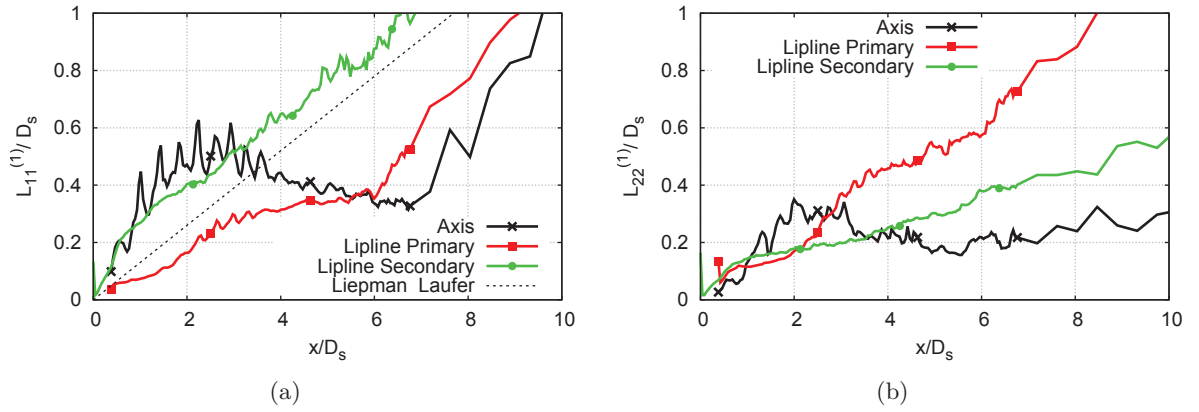 L₁₁⁽¹⁾/ Dₛ
1
0.8
0.6
0.4
0.2
0
Axis
Lipline Primary
Lipline Secondary
Liepman Laufer
0 2 4 6 8 10
x/Dₛ
(a)
L₂₂⁽¹⁾/ Dₛ
1
0.8
0.6
0.4
0.2
0
Axis
Lipline Primary
Lipline Secondary
0 2 4 6 8 10
x/Dₛ
(b)